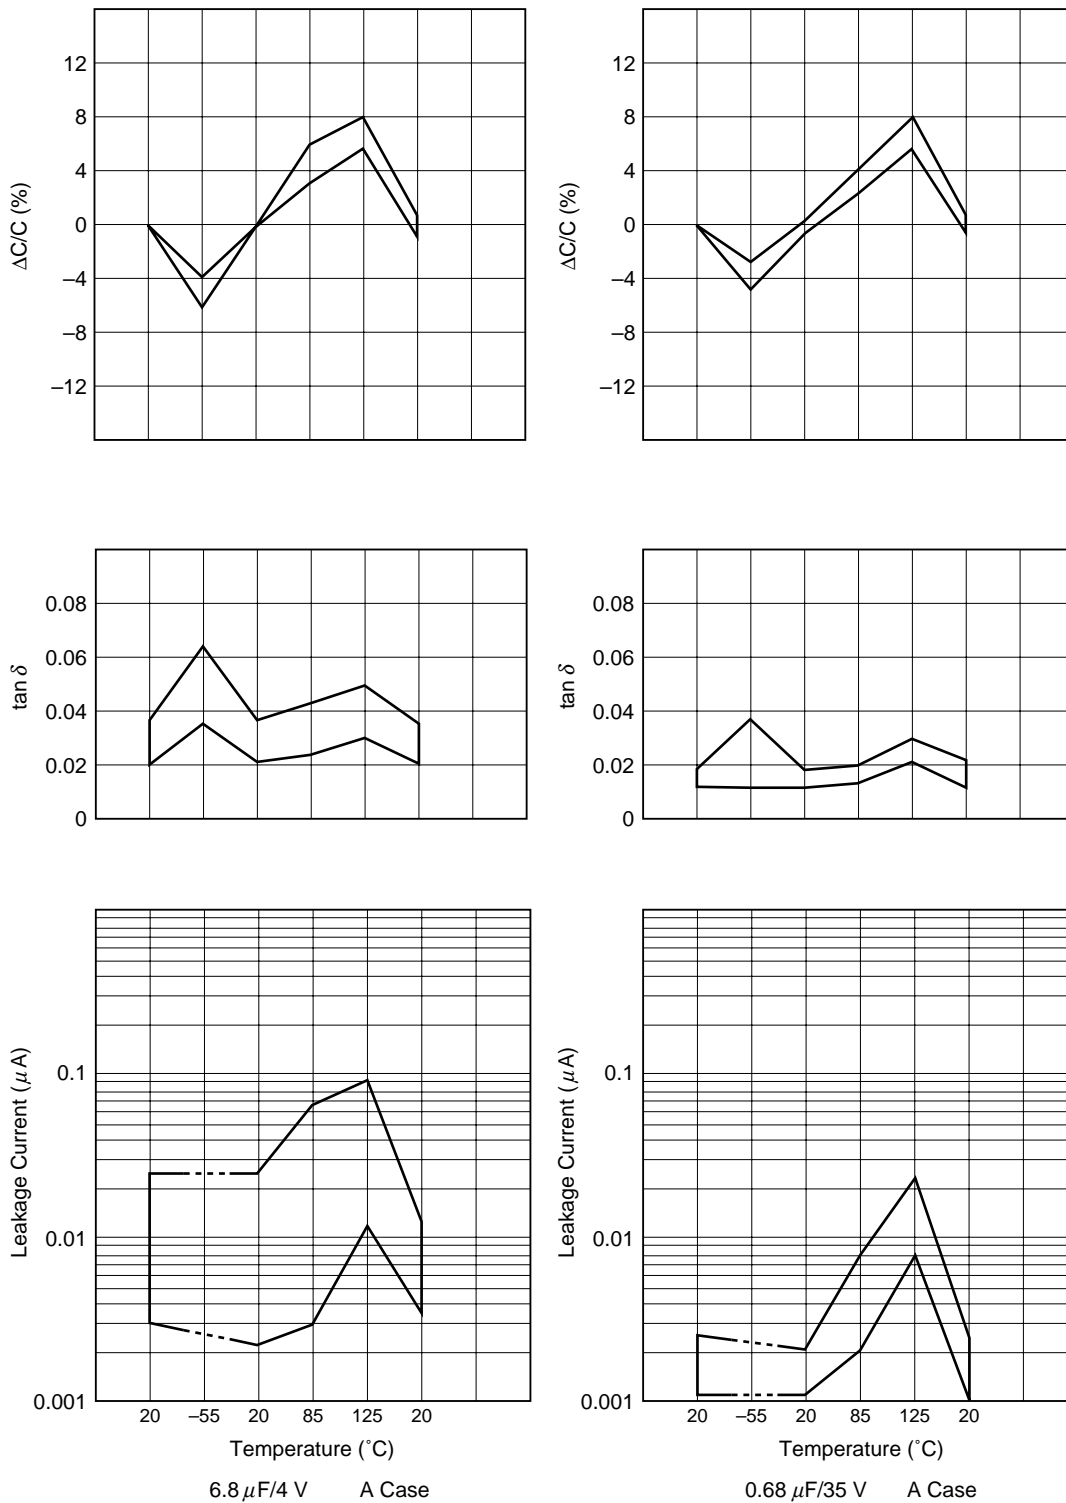 12
8
4
0
–4
–8
–12
ΔC/C (%)
12
8
4
0
–4
–8
–12
ΔC/C (%)
0.08
0.06
0.04
0.02
0
tan δ
0.08
0.06
0.04
0.02
0
tan δ
0.1
0.01
0.001
Leakage Current (μA)
20 –55 20 85 125 20
Temperature (˚C)
6.8 μF/4 V A Case
0.1
0.01
0.001
Leakage Current (μA)
20 –55 20 85 125 20
Temperature (˚C)
0.68 μF/35 V A Case